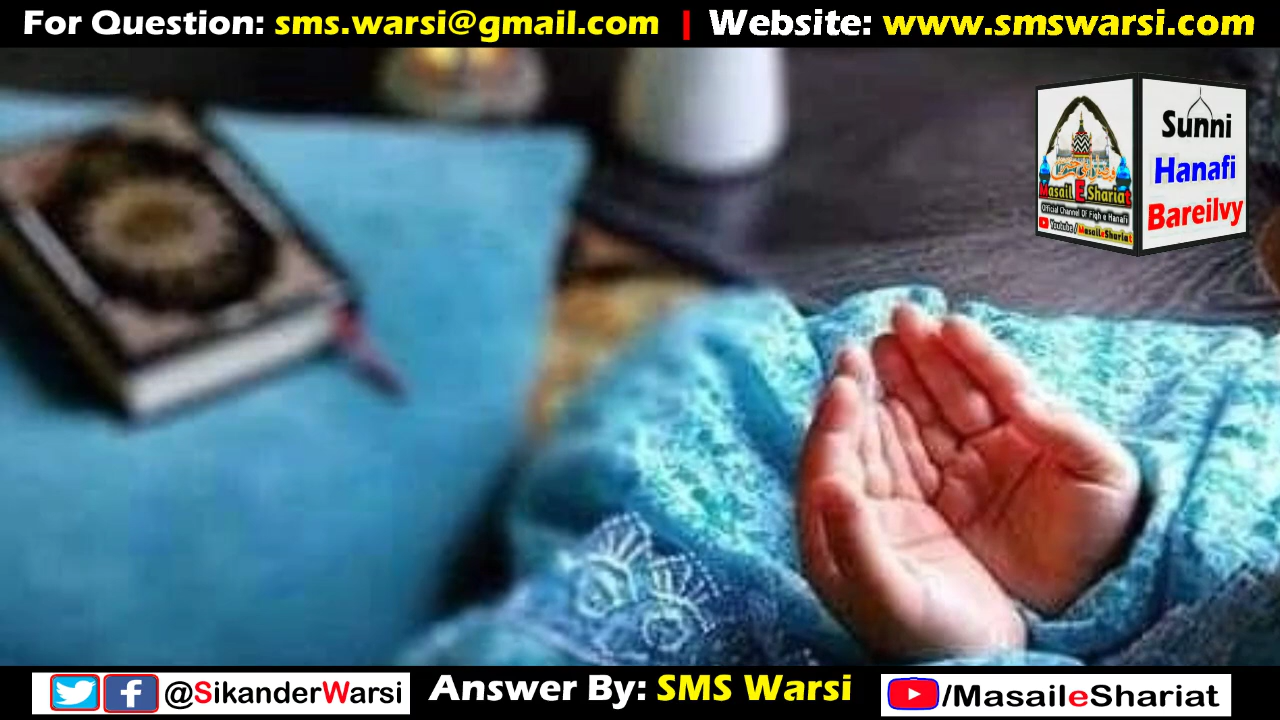 For Question: sms.warsi@gmail.com | Website: www.smswarsi.com
Masail E Shariat
Official Channel Of Fiqh e Hanafi
Youtube/MasaileShariat
Sunni
Hanafi
Bareilvy
@SikanderWarsi
Answer By: SMS Warsi
/MasaileShariat